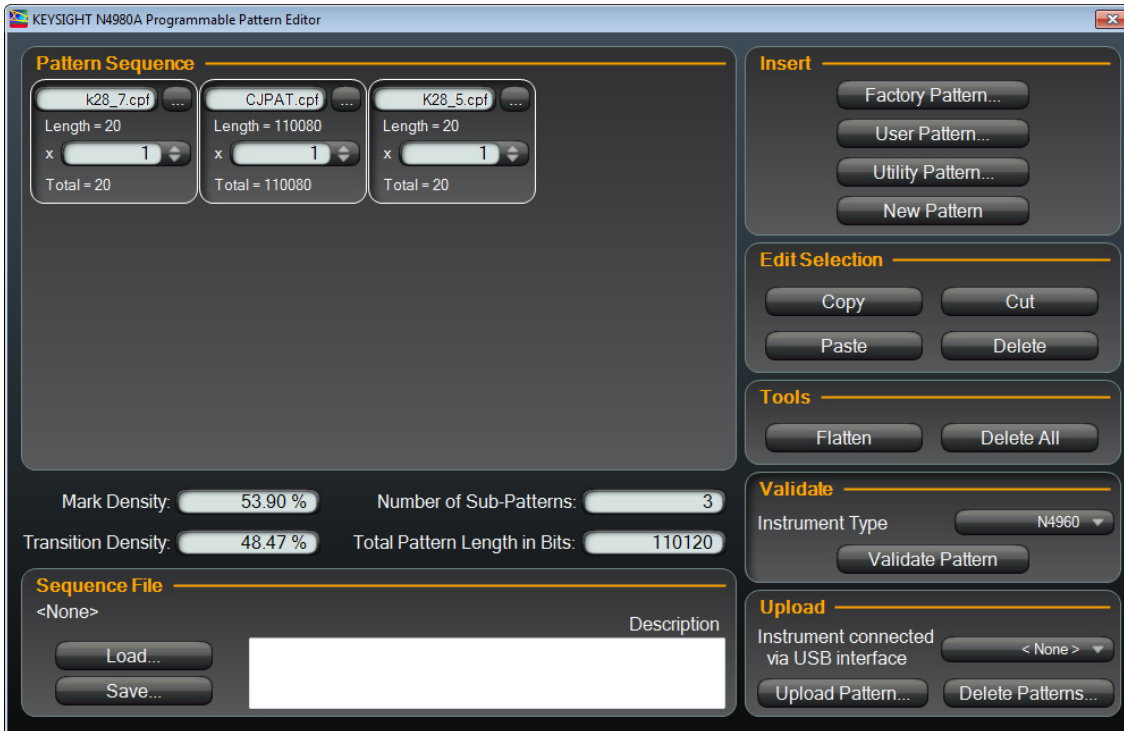 KEYSIGHT N4980A Programmable Pattern Editor
Pattern Sequence
k28_7.cpf ... CJPAT.cpf ... K28_5.cpf ...
Length = 20 Length = 110080 Length = 20
x 1 x 1 x 1
Total = 20 Total = 110080 Total = 20
Mark Density: 53.90 % Number of Sub-Patterns: 3
Transition Density: 48.47 % Total Pattern Length in Bits: 110120
Sequence File
<None>
Description
Load...
Save...
Insert
Factory Pattern...
User Pattern...
Utility Pattern...
New Pattern
Edit Selection
Copy Cut
Paste Delete
Tools
Flatten Delete All
Validate
Instrument Type N4960
Validate Pattern
Upload
Instrument connected
via USB interface < None >
Upload Pattern... Delete Patterns...